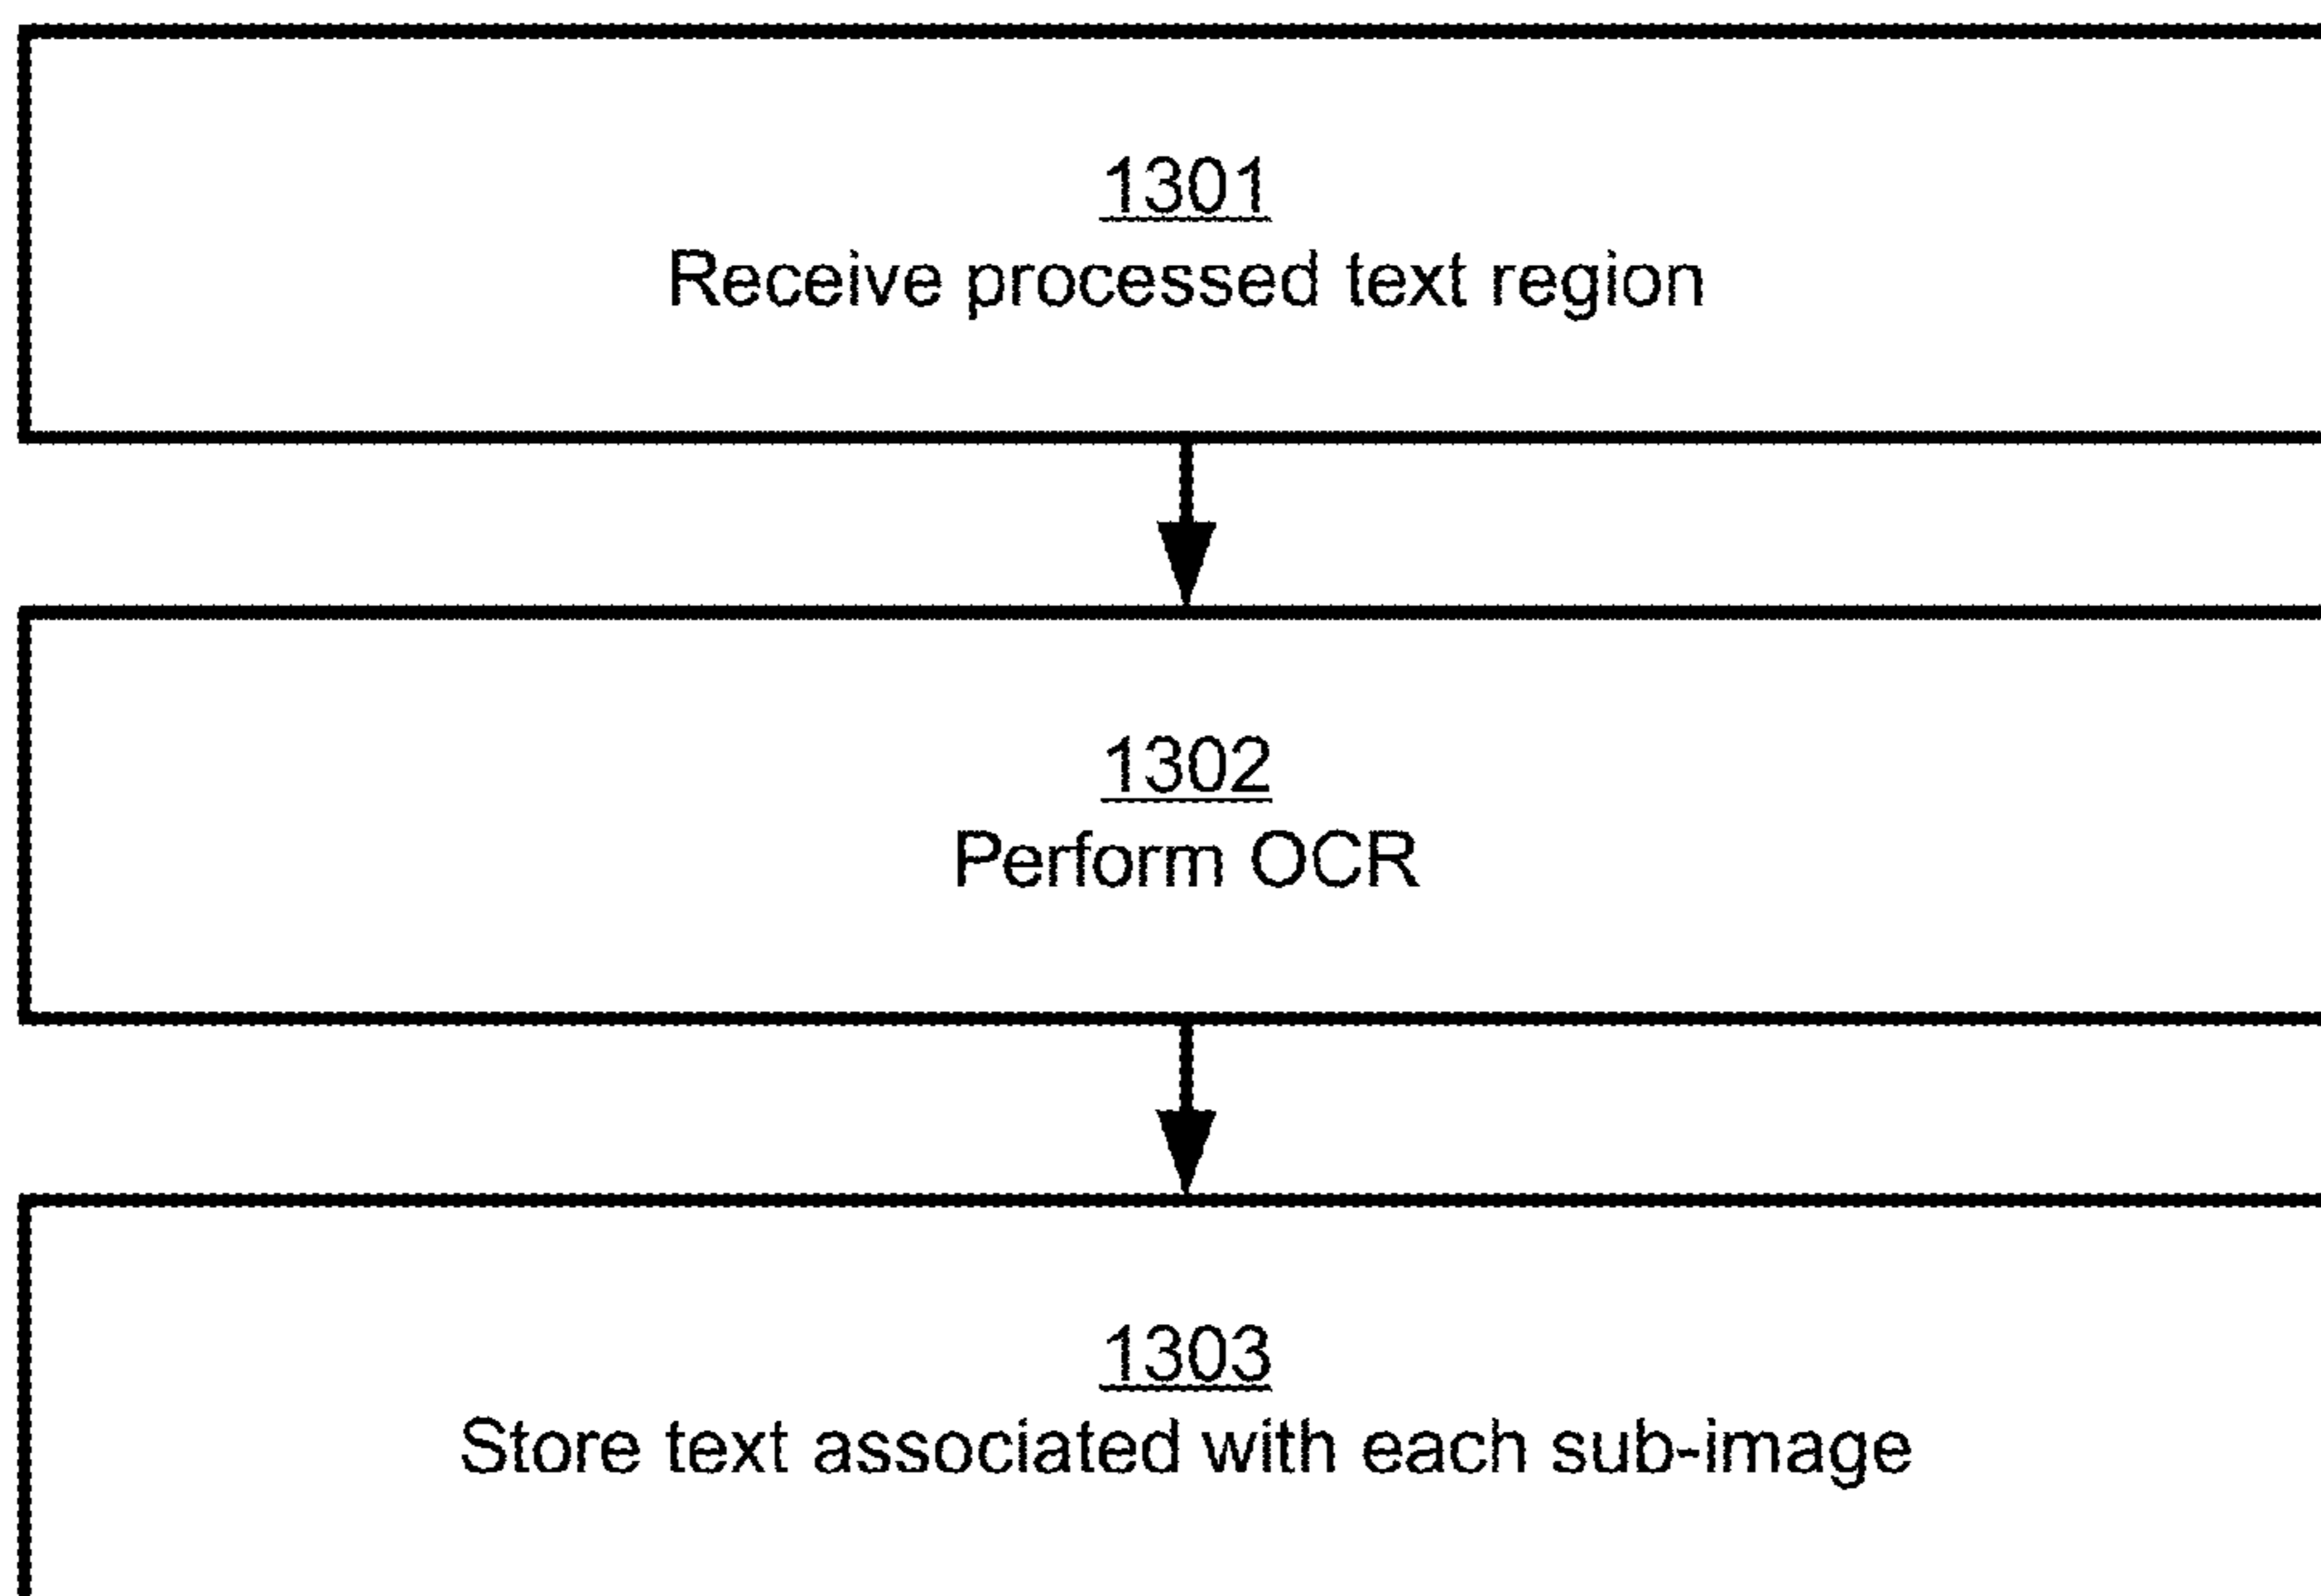 1301
Receive processed text region
1302
Perform OCR
1303
Store text associated with each sub-image